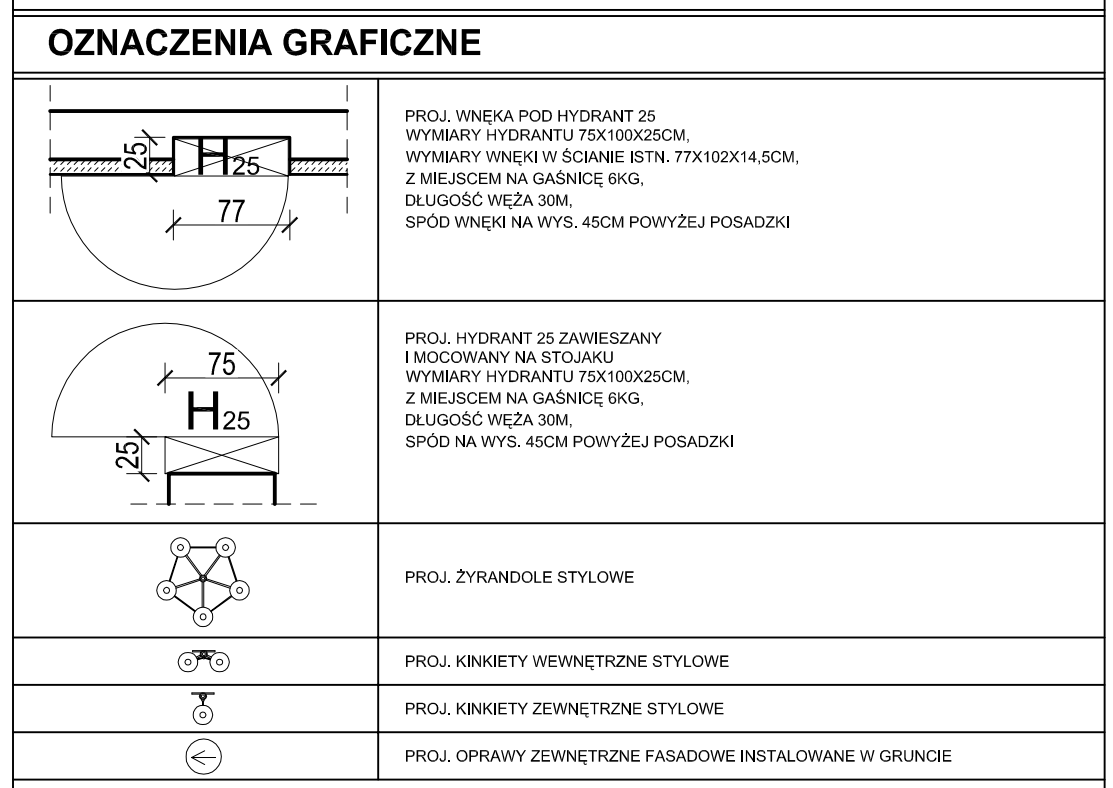 OZNACZENIA GRAFICZNE
25
H25
77
PROJ. WNĘKA POD HYDRANT 25
WYMIARY HYDRANTU 75X100X25CM,
WYMIARY WNĘKI W ŚCIANIE ISTN. 77X102X14,5CM,
Z MIEJSCEM NA GAŚNICĘ 6KG,
DŁUGOŚĆ WĘŻA 30M,
SPÓD WNĘKI NA WYS. 45CM POWYŻEJ POSADZKI
75
H25
25
PROJ. HYDRANT 25 ZAWIESZANY
I MOCOWANY NA STOJAKU
WYMIARY HYDRANTU 75X100X25CM,
Z MIEJSCEM NA GAŚNICĘ 6KG,
DŁUGOŚĆ WĘŻA 30M,
SPÓD NA WYS. 45CM POWYŻEJ POSADZKI
PROJ. ŻYRANDOLE STYLOWE
PROJ. KINKIETY WEWNĘTRZNE STYLOWE
PROJ. KINKIETY ZEWNĘTRZNE STYLOWE
PROJ. OPRAWY ZEWNĘTRZNE FASADOWE INSTALOWANE W GRUNCIE